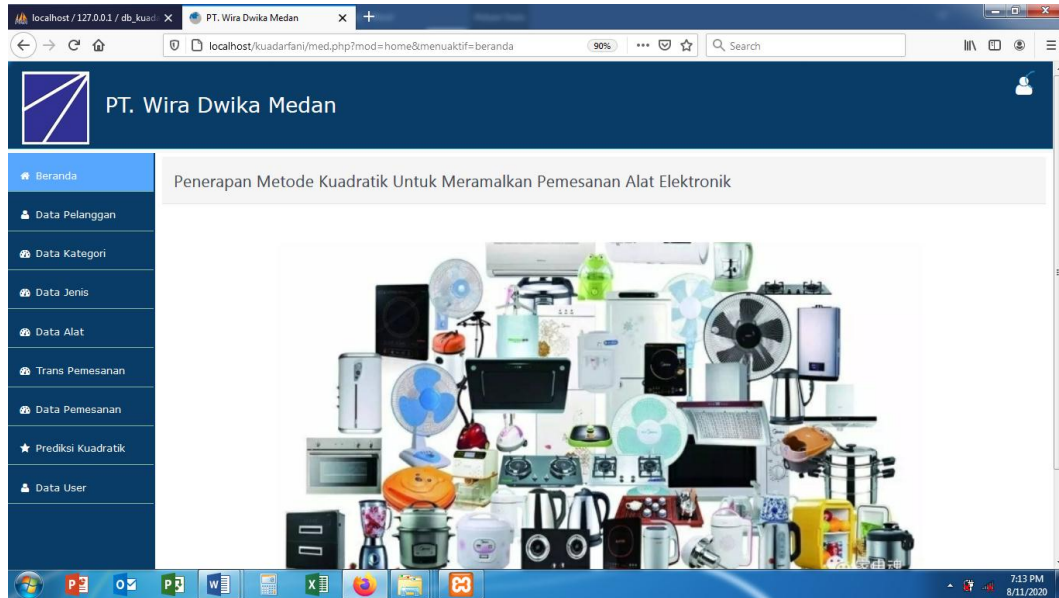 localhost / 127.0.0.1 / db_kuad
PT. Wira Dwika Medan
localhost/kuadarfani/med.php?mod=home&menuaktif=beranda
90%
Search
PT. Wira Dwika Medan
Beranda
Penerapan Metode Kuadratik Untuk Meramalkan Pemesanan Alat Elektronik
Data Pelanggan
Data Kategori
Data Jenis
Data Alat
Trans Pemesanan
Data Pemesanan
Prediksi Kuadratik
Data User
7:13 PM
8/11/2020